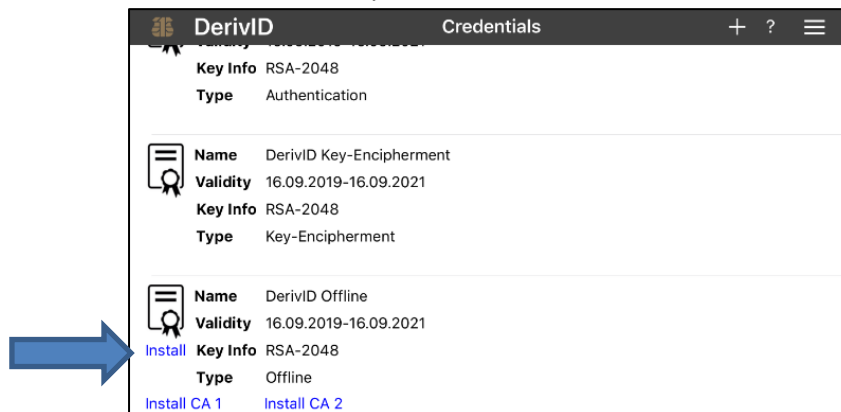 DerivID Credentials + ?
Key Info RSA-2048
Type Authentication
Name DerivID Key-Encipherment
Validity 16.09.2019-16.09.2021
Key Info RSA-2048
Type Key-Encipherment
Name DerivID Offline
Validity 16.09.2019-16.09.2021
Install Key Info RSA-2048
Type Offline
Install CA 1 Install CA 2